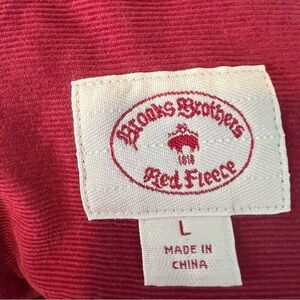 Brooks Brothers
1818
Red Fleece
L
MADE IN
CHINA